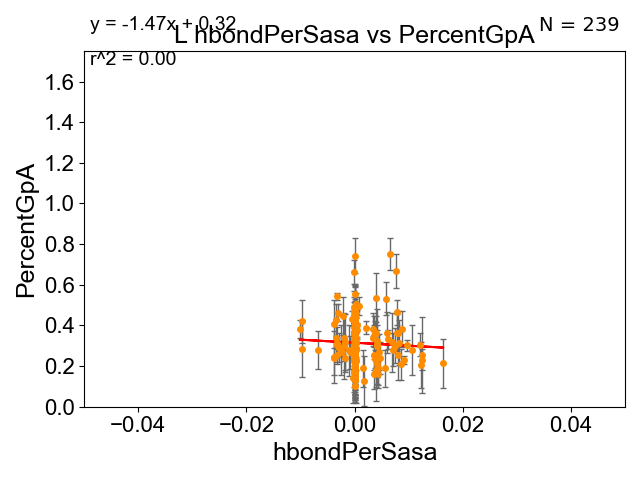 y = -1.47x + 0.32
L hbondPerSasa vs PercentGpA
N = 239
r^2 = 0.00
PercentGpA
1.6
1.4
1.2
1.0
0.8
0.6
0.4
0.2
0.0
−0.04 −0.02 0.00 0.02 0.04
hbondPerSasa